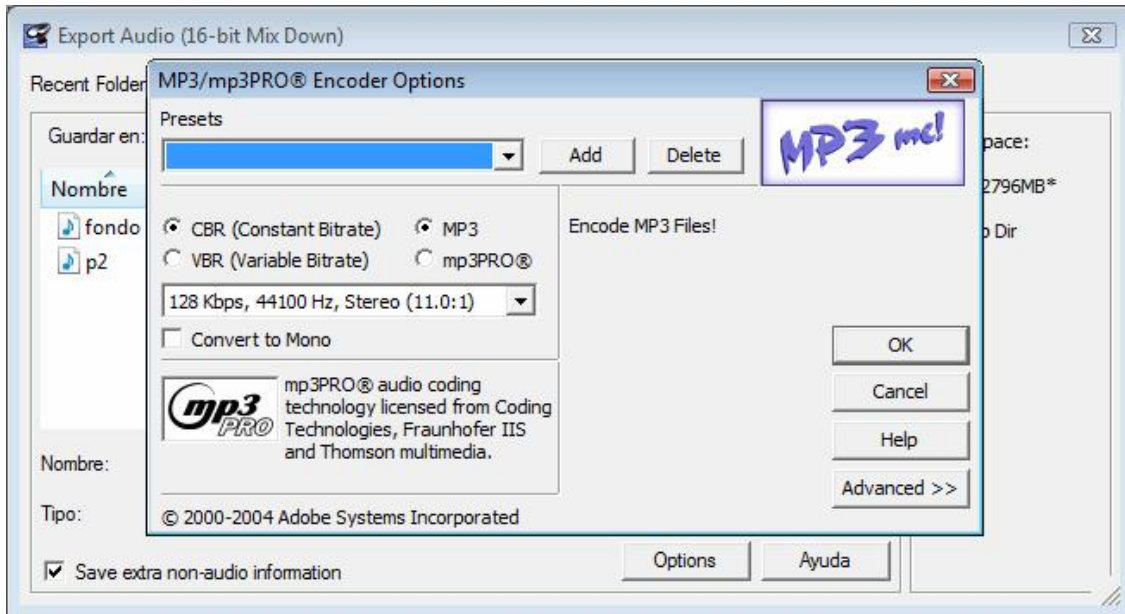 Export Audio (16-bit Mix Down)
Recent Folder
MP3/mp3PRO® Encoder Options
Presets
Add Delete
MP3 me!
Guardar en:
pace:
Nombre
2796MB*
fondo
p2
CBR (Constant Bitrate) MP3
VBR (Variable Bitrate) mp3PRO®
Encode MP3 Files!
Dir
128 Kbps, 44100 Hz, Stereo (11.0:1)
Convert to Mono
OK
Cancel
Help
Advanced >>
mp3 PRO
mp3PRO® audio coding
technology licensed from Coding
Technologies, Fraunhofer IIS
and Thomson multimedia.
Nombre:
Tipo:
© 2000-2004 Adobe Systems Incorporated
Save extra non-audio information
Options Ayuda